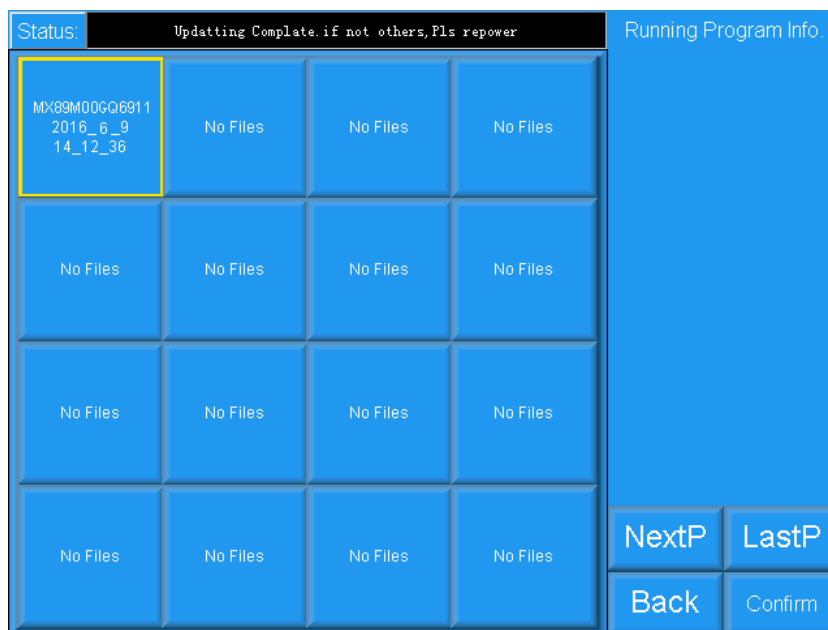 Status: Updatting Complate.if not others,Pls repower Running Program Info.
MX89M00GQ6911
2016_6_9
14_12_36
No Files No Files No Files
No Files No Files No Files No Files
No Files No Files No Files No Files
No Files No Files No Files No Files
NextP LastP
Back Confirm